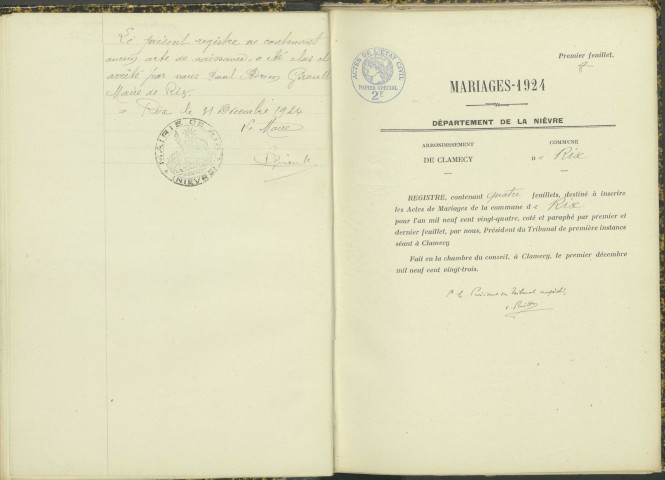 Le présent registre ne contenant
aucun acte de naissance, a été clos et
arrêté par nous Paul
Maire de Rix.
à Rix le 31 Décembre 1924
Le Maire
MAIRIE DE RIX
(NIÈVRE)
Premier feuillet.
ACTES DE L'ÉTAT CIVIL
PAPIER SPÉCIAL
2F
MARIAGES-1924
DÉPARTEMENT DE LA NIÈVRE
ARRONDISSEMENT
DE CLAMECY
COMMUNE
D e Rix
REGISTRE, contenant quatre feuillets, destiné à inscrire
les Actes de Mariages de la commune d e Rix
pour l'an mil neuf cent vingt-quatre, coté et paraphé par premier et
dernier feuillet, par nous, Président du Tribunal de première instance
séant à Clamecy
Fait en la chambre du conseil, à Clamecy, le premier décembre
mil neuf cent vingt-trois.
P. le Président du Tribunal empêché,